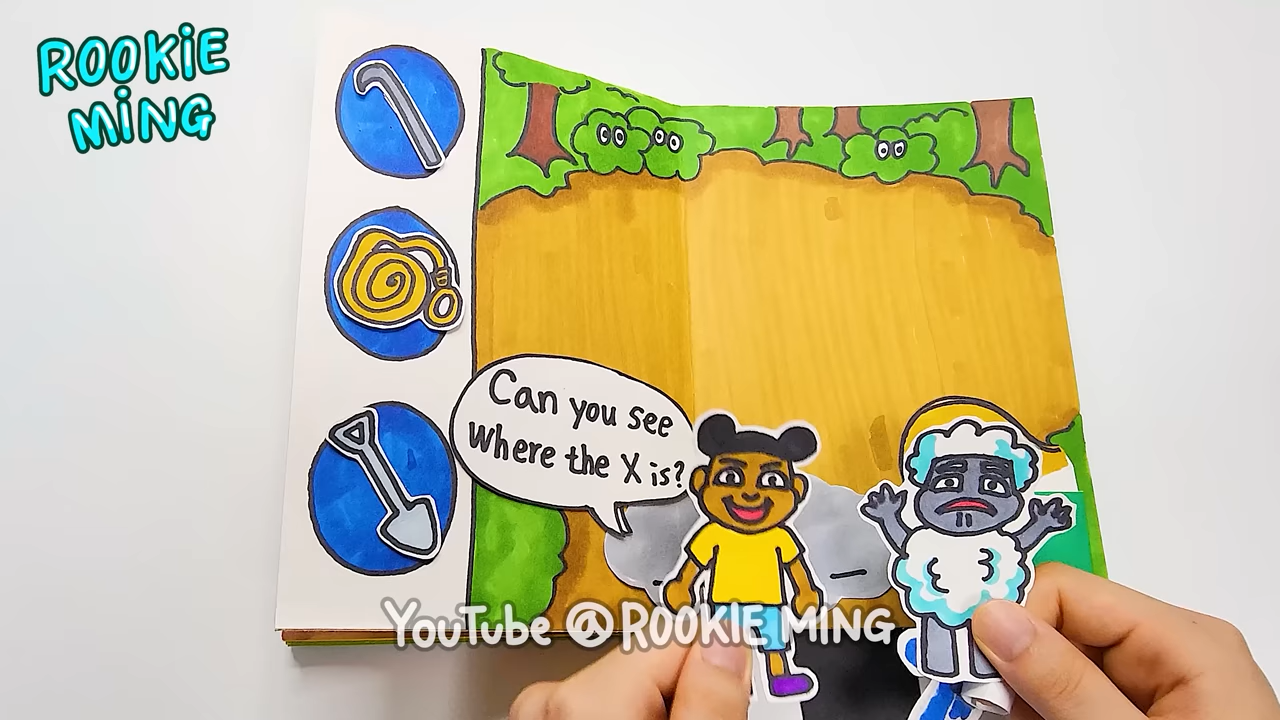 ROOKiE
MiNG
Can you see
Where the X is?
YouTube @ROOKIE MING